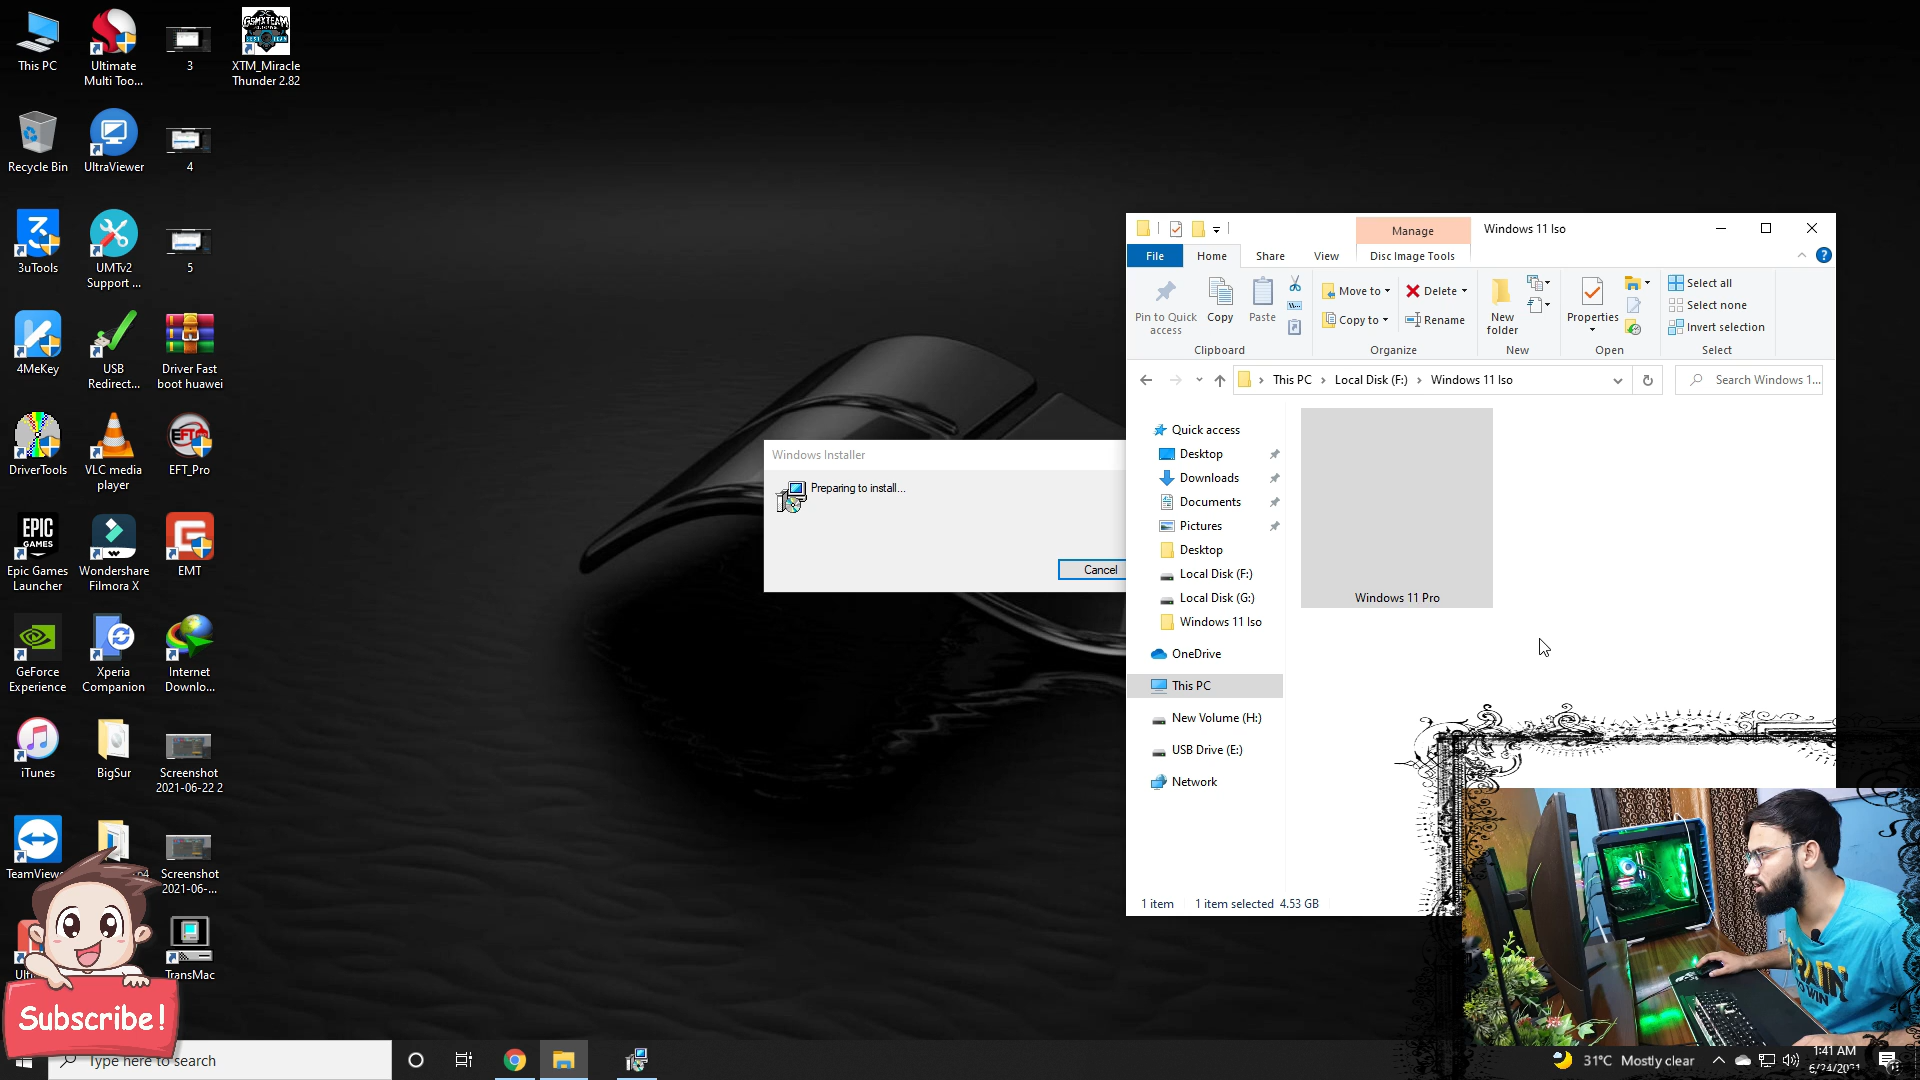 This PC
Ultimate
Multi Too...
3
XTM_Miracle
Thunder 2.82
Recycle Bin
UltraViewer
4
3uTools
UMTv2
Support ...
5
4MeKey
USB
Redirect...
Driver Fast
boot huawei
DriverTools
VLC media
player
EFT_Pro
EPIC
GAMES
Epic Games
Launcher
Wondershare
Filmora X
EMT
GeForce
Experience
Xperia
Companion
Internet
Downlo...
iTunes
BigSur
Screenshot
2021-06-22 2
TeamView
Screenshot
2021-06-...
TransMac
Subscribe!
Windows Installer
Preparing to install...
Cancel
Manage
Windows 11 Iso
File
Home
Share
View
Disc Image Tools
Pin to Quick
access
Copy
Paste
Clipboard
Move to
Copy to
Delete
Rename
Organize
New
folder
New
Properties
Open
Select all
Select none
Invert selection
Select
This PC
Local Disk (F:)
Windows 11 Iso
Search Windows 1...
Quick access
Desktop
Downloads
Documents
Pictures
Desktop
Local Disk (F:)
Local Disk (G:)
Windows 11 Iso
OneDrive
This PC
New Volume (H:)
USB Drive (E:)
Network
Windows 11 Pro
1 item
1 item selected 4.53 GB
Type here to search
31°C Mostly clear
1:41 AM
6/24/2021